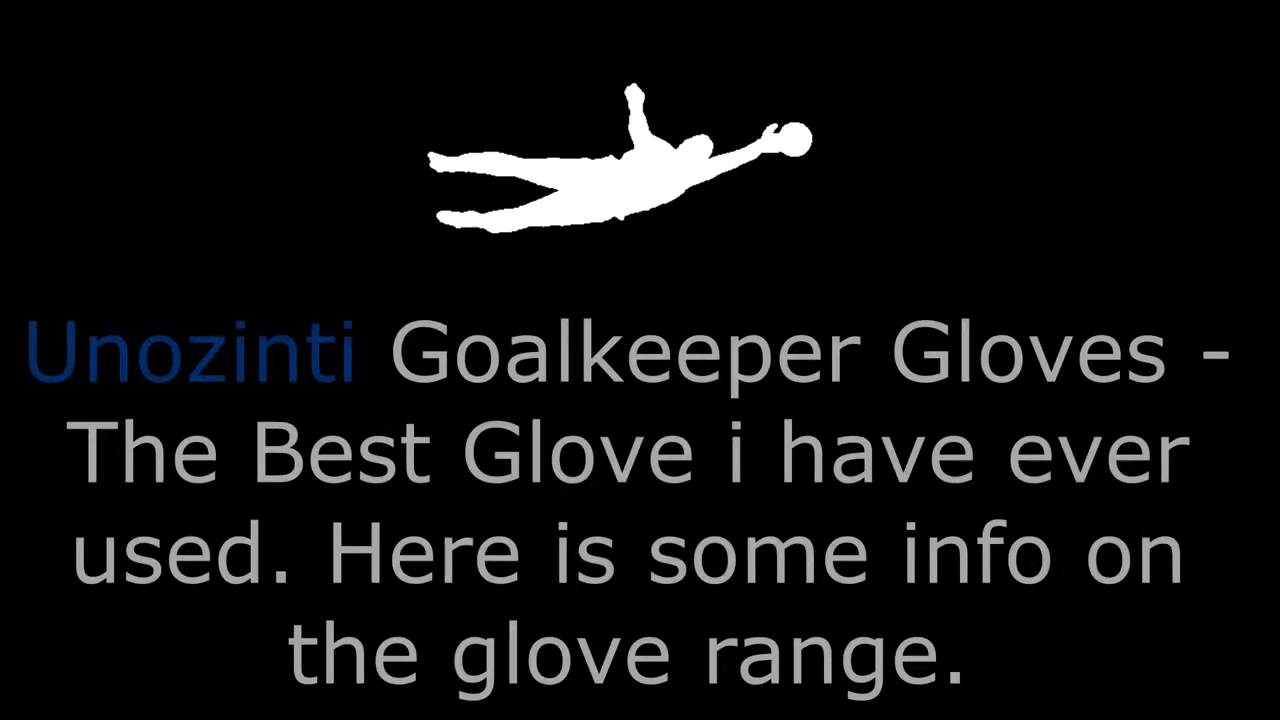 Unozinti Goalkeeper Gloves -
The Best Glove i have ever
used. Here is some info on
the glove range.